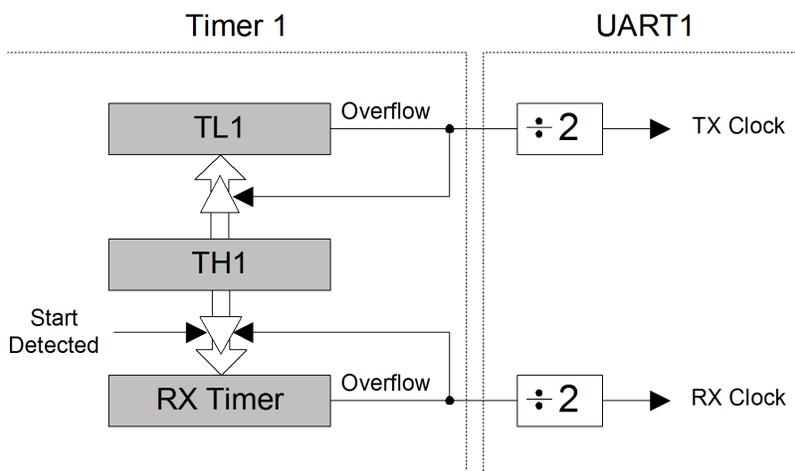 Timer 1
UART1
TL1
Overflow
÷2
TX Clock
TH1
Start
Detected
RX Timer
Overflow
÷2
RX Clock